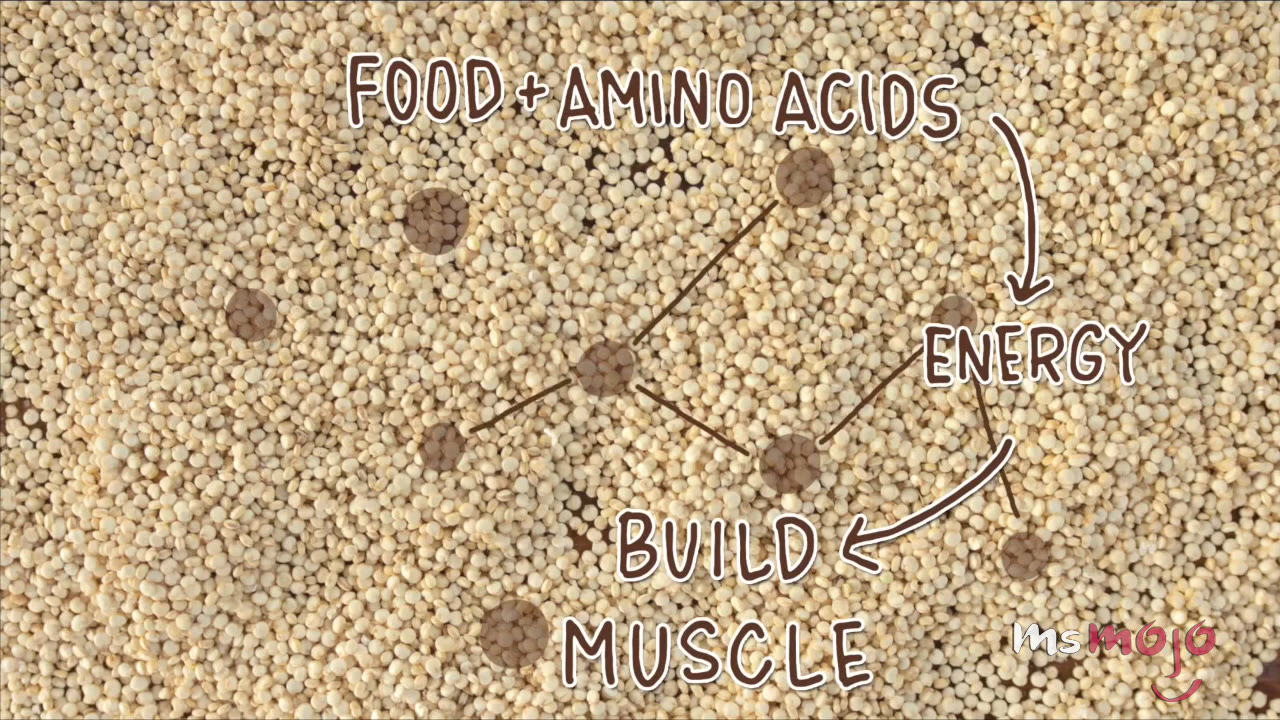 FOOD + AMINO ACIDS
ENERGY
BUILD
MUSCLE
msmojo